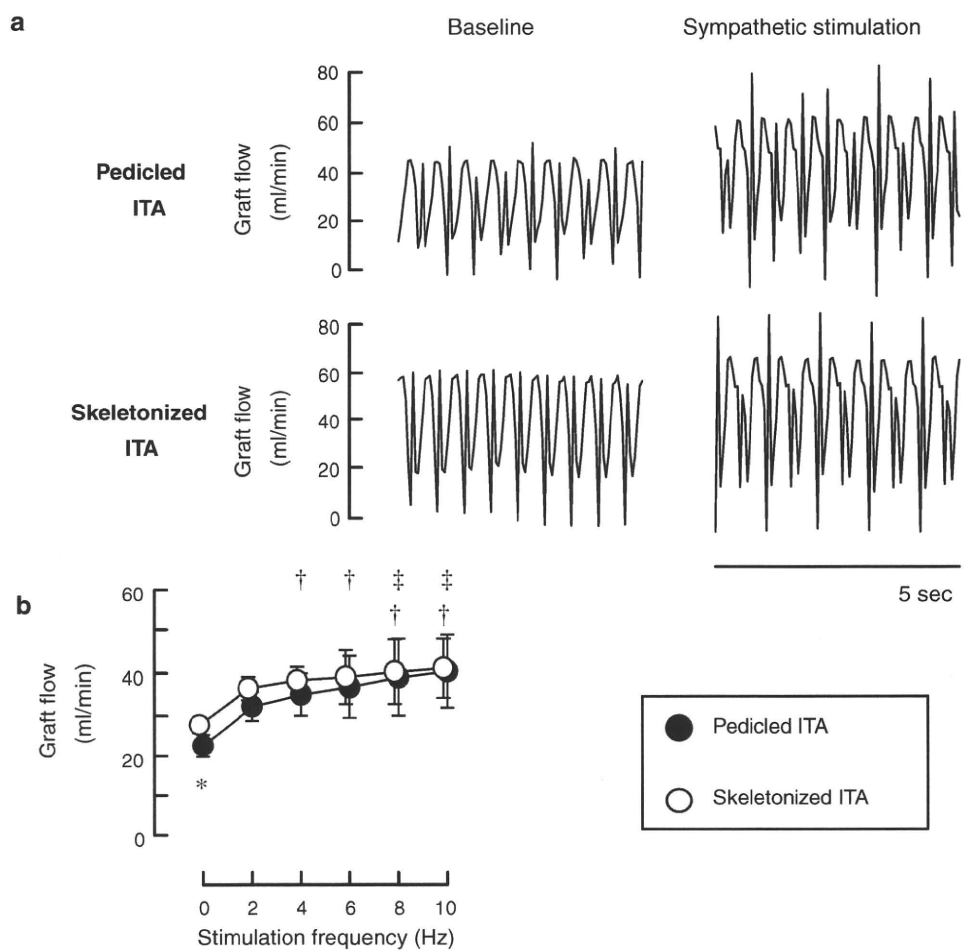 a
Baseline
Sympathetic stimulation
Pedicled
ITA
Graft flow
(ml/min)
80
60
40
20
0
Skeletonized
ITA
Graft flow
(ml/min)
80
60
40
20
0
5 sec
b
Graft flow
(ml/min)
60
40
20
0
† † ‡ ‡
† †
*
0 2 4 6 8 10
Stimulation frequency (Hz)
Pedicled ITA
Skeletonized ITA